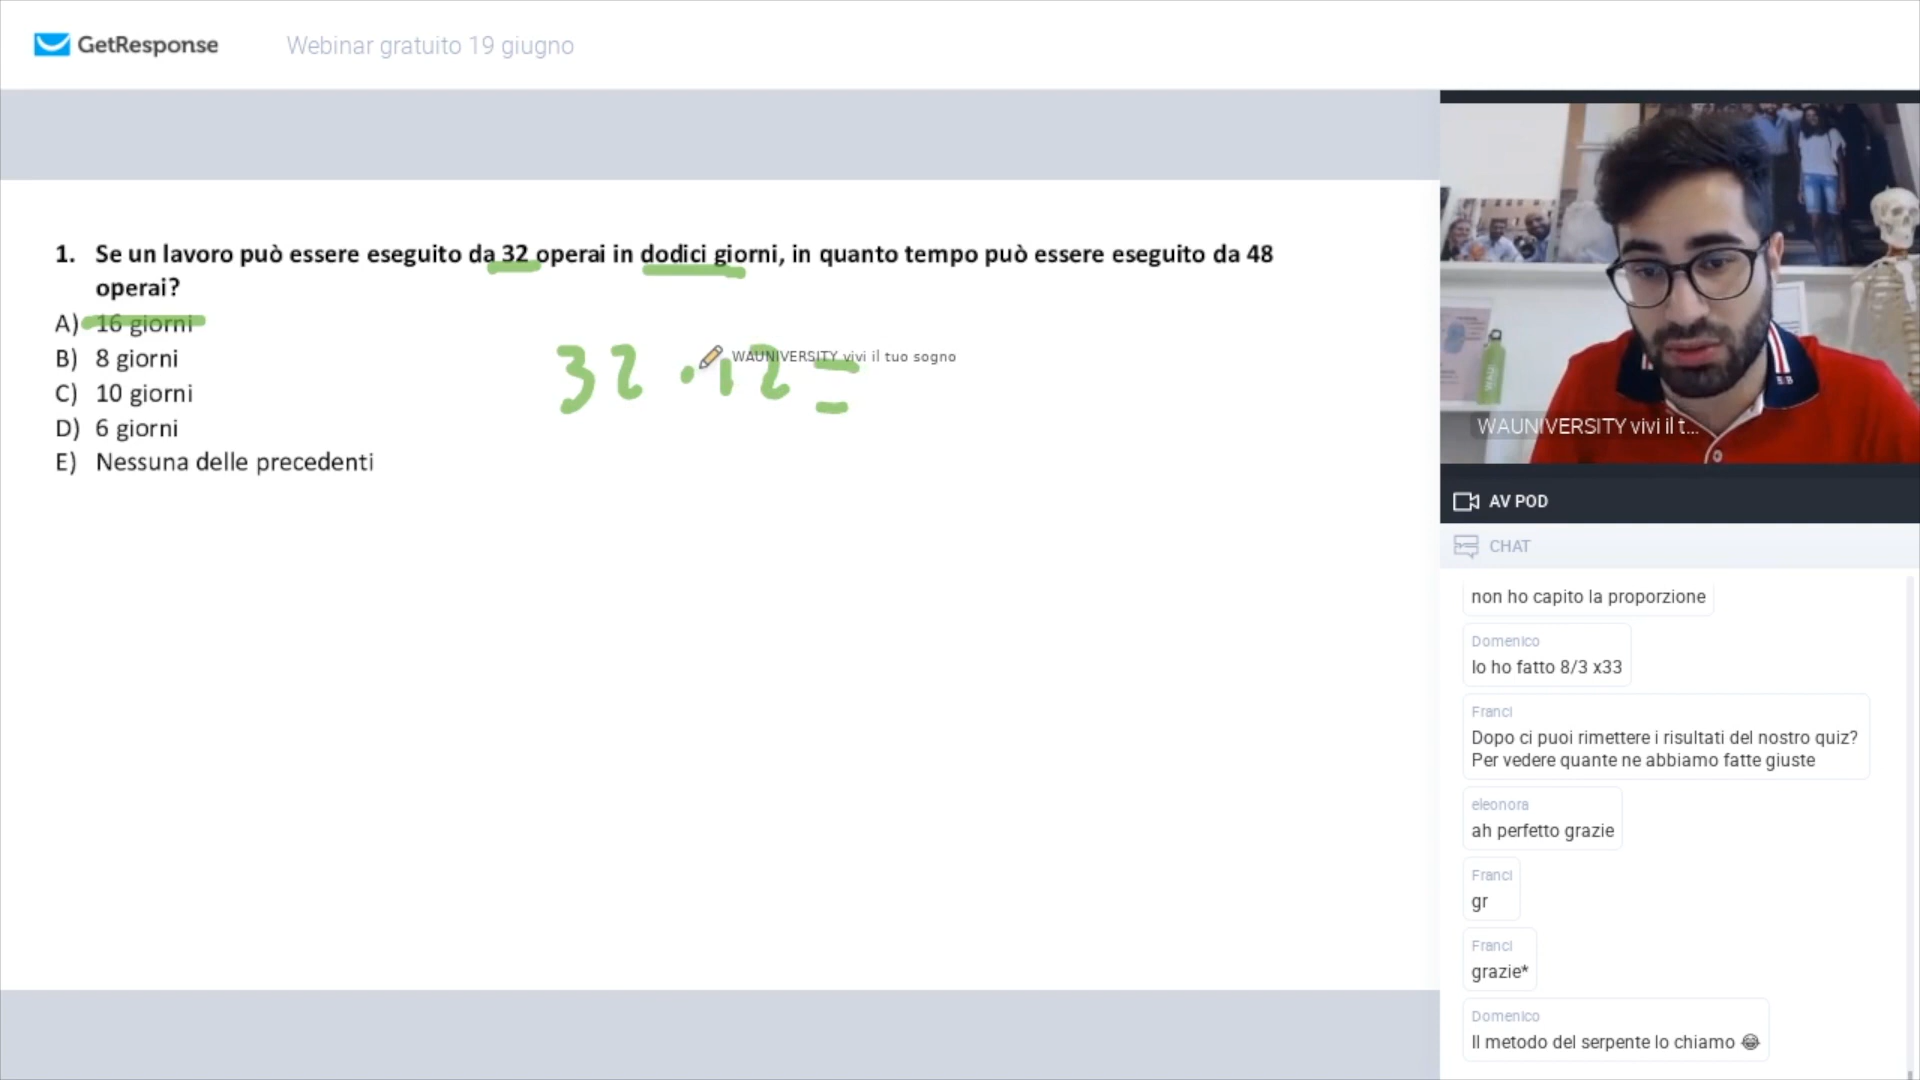 GetResponse
Webinar gratuito 19 giugno
1. Se un lavoro può essere eseguito da 32 operai in dodici giorni, in quanto tempo può essere eseguito da 48
operai?
A) 16 giorni
B) 8 giorni
C) 10 giorni
D) 6 giorni
E) Nessuna delle precedenti
32 · 12 =
WAUNIVERSITY vivi il tuo sogno
WAUNIVERSITY vivi il t...
AV POD
CHAT
non ho capito la proporzione
Domenico
Io ho fatto 8/3 x33
Franci
Dopo ci puoi rimettere i risultati del nostro quiz?
Per vedere quante ne abbiamo fatte giuste
eleonora
ah perfetto grazie
Franci
gr
Franci
grazie*
Domenico
Il metodo del serpente lo chiamo 😂